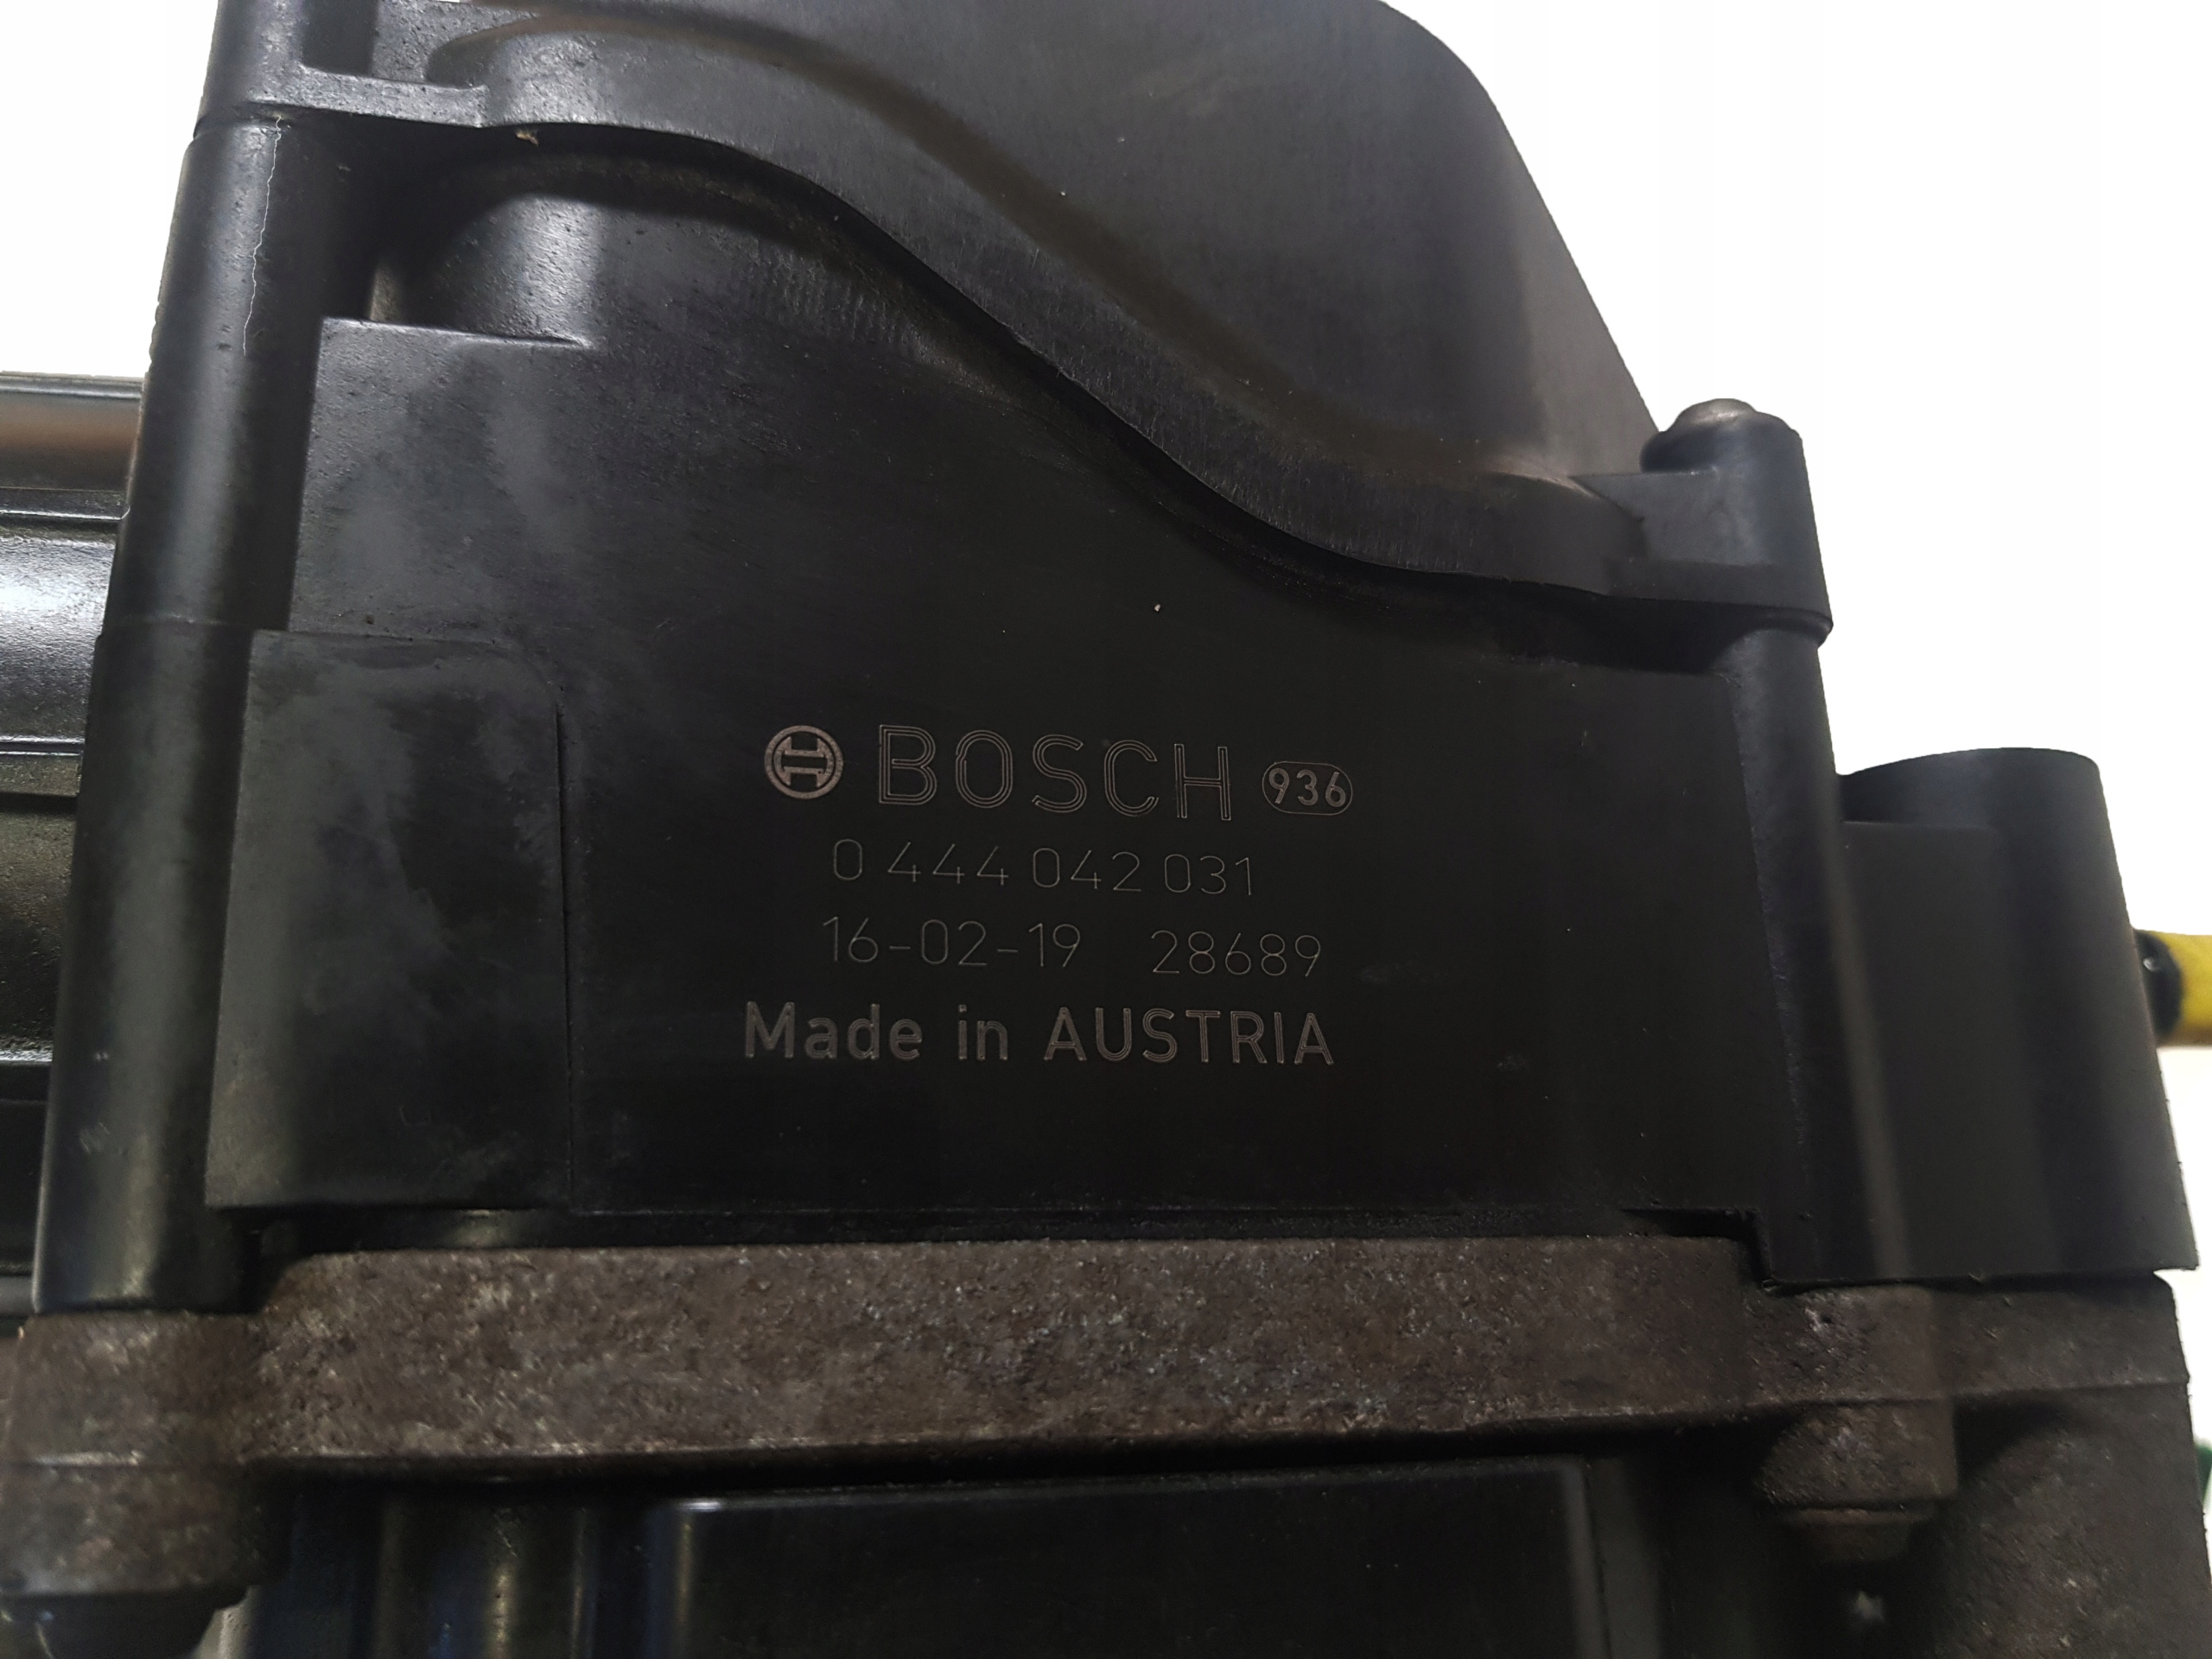 BOSCH 936
0 444 042 031
16-02-19 28689
Made in AUSTRIA